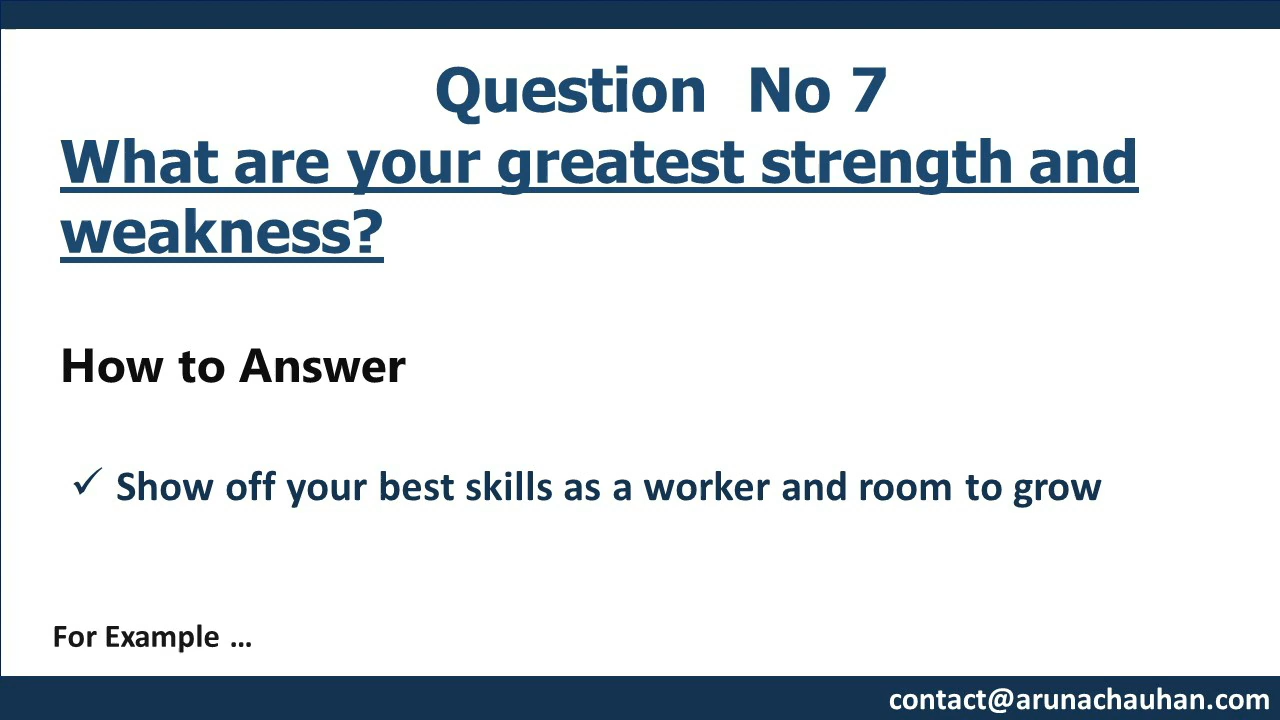 Question No 7
What are your greatest strength and
weakness?
How to Answer
✓ Show off your best skills as a worker and room to grow
For Example ...
contact@arunachauhan.com